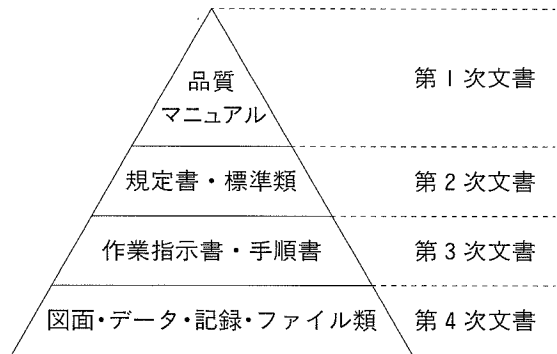 品質
マニュアル
第1次文書
規定書・標準類
第2次文書
作業指示書・手順書
第3次文書
図面・データ・記録・ファイル類
第4次文書